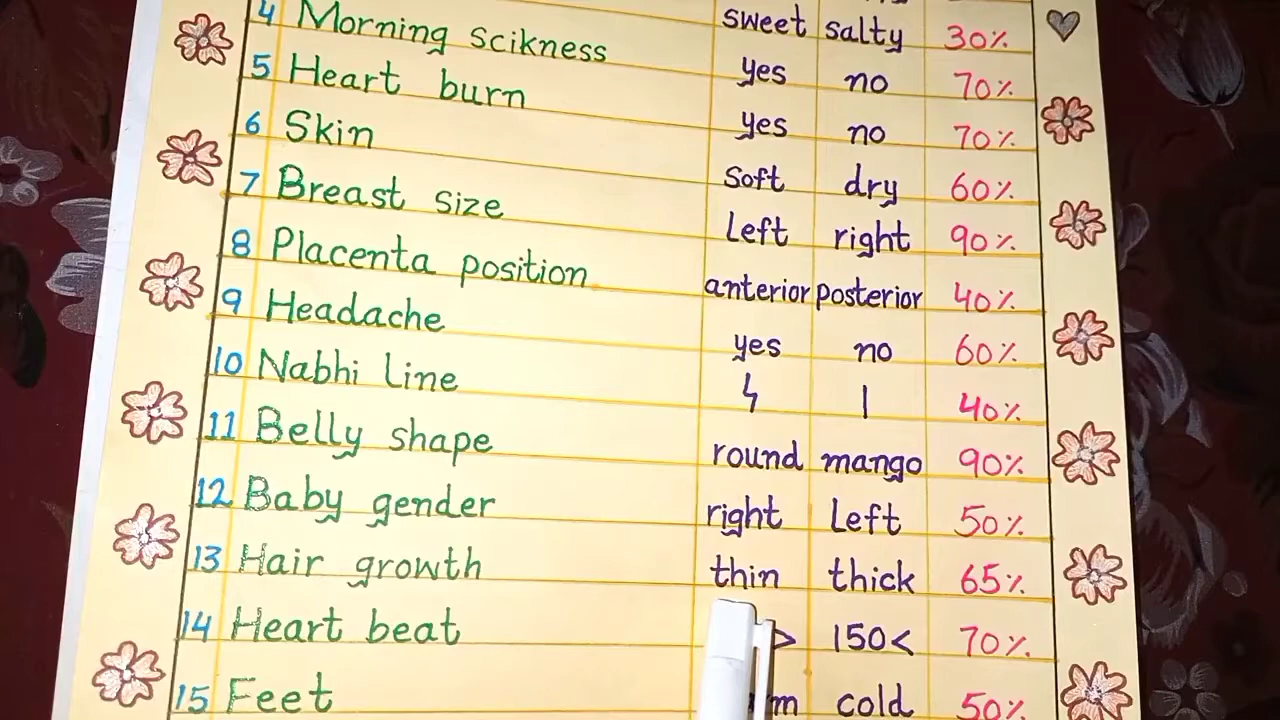 sweet salty 30%
4 Morning scikness yes no 70%
5 Heart burn yes no 70%
6 Skin soft dry 60%
7 Breast size Left right 90%
8 Placenta position anterior posterior 40%
9 Headache yes no 60%
10 Nabhi Line | 40%
11 Belly shape round mango 90%
12 Baby gender right Left 50%
13 Hair growth thin thick 65%
14 Heart beat > 150< 70%
15 Feet cold 50%